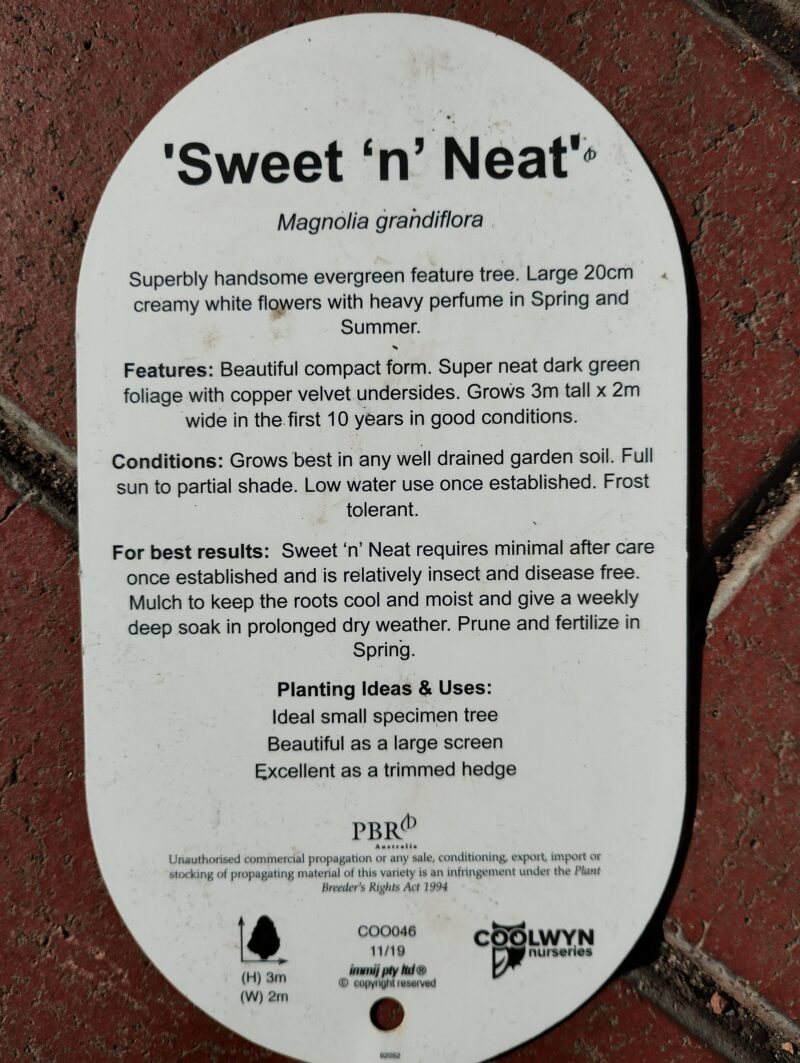 'Sweet ‘n’ Neat'
Magnolia grandiflora
Superbly handsome evergreen feature tree. Large 20cm
creamy white flowers with heavy perfume in Spring and
Summer.
Features: Beautiful compact form. Super neat dark green
foliage with copper velvet undersides. Grows 3m tall x 2m
wide in the first 10 years in good conditions.
Conditions: Grows best in any well drained garden soil. Full
sun to partial shade. Low water use once established. Frost
tolerant.
For best results: Sweet ‘n’ Neat requires minimal after care
once established and is relatively insect and disease free.
Mulch to keep the roots cool and moist and give a weekly
deep soak in prolonged dry weather. Prune and fertilize in
Spring.
Planting Ideas & Uses:
Ideal small specimen tree
Beautiful as a large screen
Excellent as a trimmed hedge
PBR
Australia
Unauthorised commercial propagation or any sale, conditioning, export, import or
stocking of propagating material of this variety is an infringement under the Plant
Breeder's Rights Act 1994
(H) 3m
(W) 2m
COO046
11/19
immij pty ltd®
© copyright reserved
COOLWYN
nurseries
62052